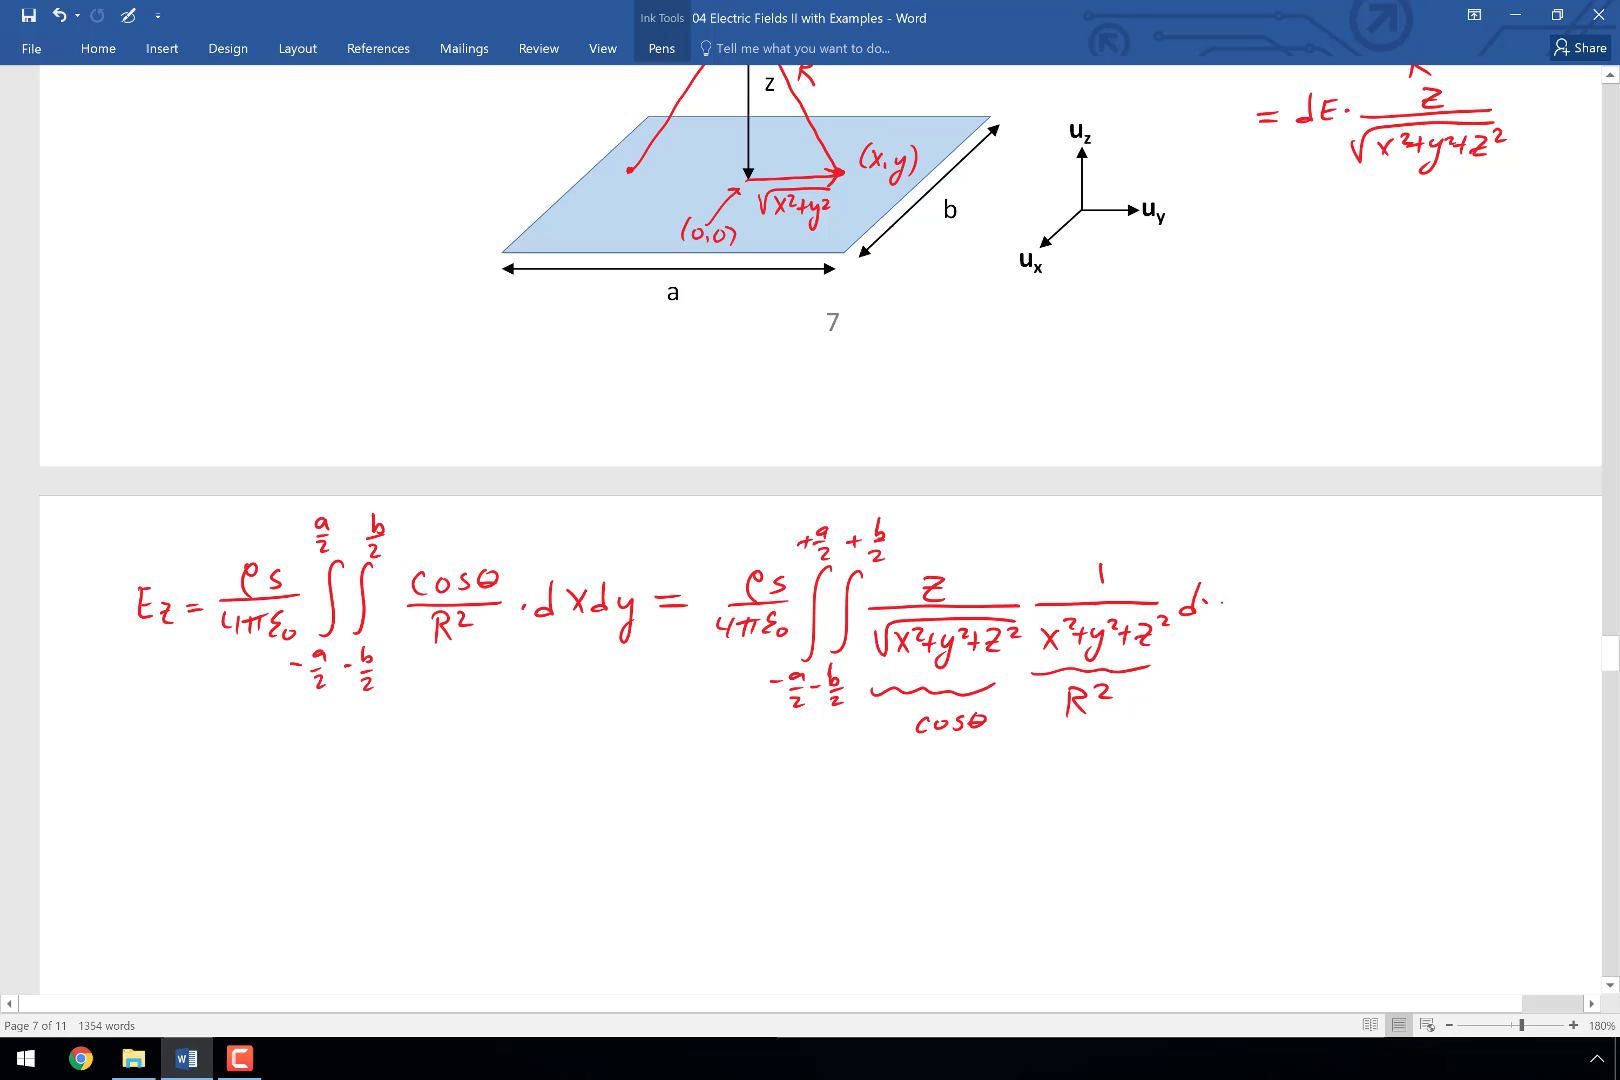 Ink Tools 04 Electric Fields II with Examples - Word
File Home Insert Design Layout References Mailings Review View Pens Tell me what you want to do... Share
z R
= dE · z / √(x²+y²+z²)
u_z
(x,y)
b
u_y
√(x²+y²)
(0,0)
u_x
a
7
Ez = ρs/(4πε₀) ∫_{-a/2}^{a/2} ∫_{-b/2}^{b/2} cosθ/R² · dxdy = ρs/(4πε₀) ∫_{-a/2}^{+a/2} ∫_{-b/2}^{+b/2} z/√(x²+y²+z²) 1/(x²+y²+z²) d
cosθ R²
Page 7 of 11 1354 words 180%